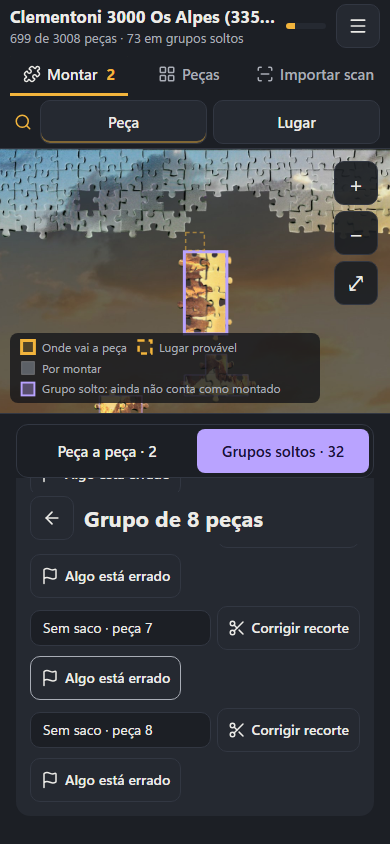 Clementoni 3000 Os Alpes (335...
699 de 3008 peças · 73 em grupos soltos
Montar 2
Peças
Importar scan
Peça
Lugar
+
−
Onde vai a peça
Lugar provável
Por montar
Grupo solto: ainda não conta como montado
Peça a peça · 2
Grupos soltos · 32
Grupo de 8 peças
Algo está errado
Sem saco · peça 7
Corrigir recorte
Algo está errado
Sem saco · peça 8
Corrigir recorte
Algo está errado